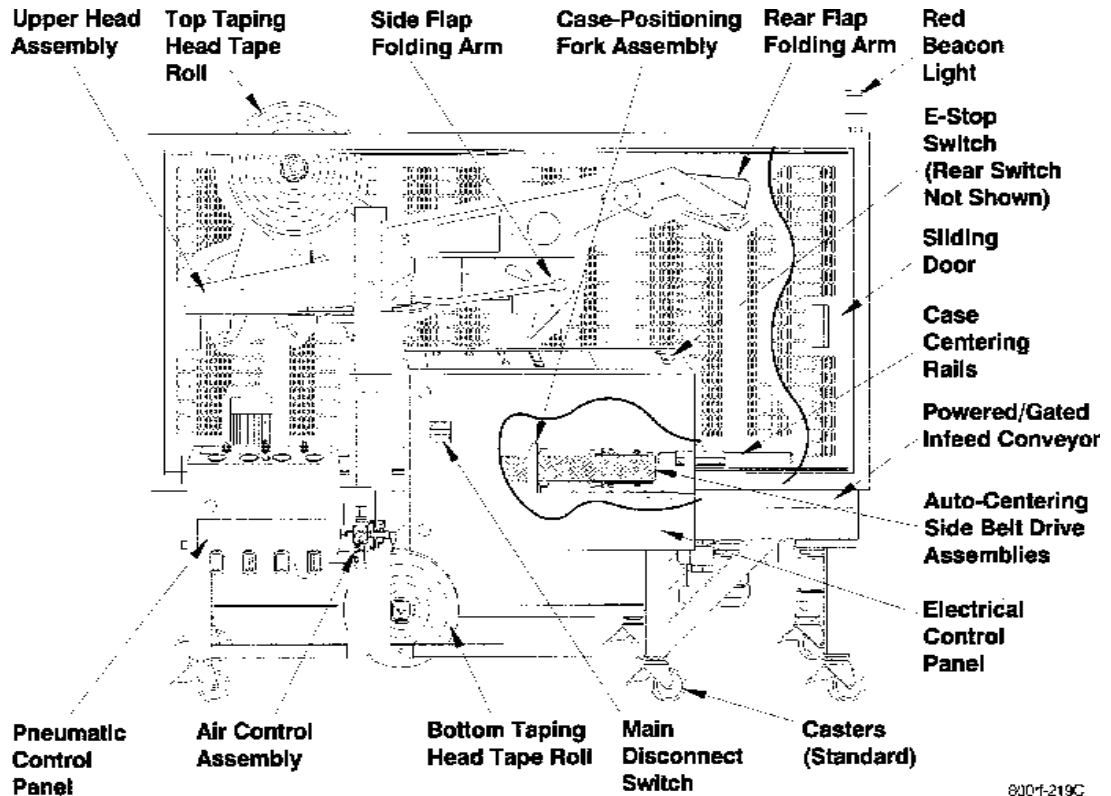 Upper Head
Assembly
Top Taping
Head Tape
Roll
Side Flap
Folding Arm
Case-Positioning
Fork Assembly
Rear Flap
Folding Arm
Red
Beacon
Light
E-Stop
Switch
(Rear Switch
Not Shown)
Sliding
Door
Case
Centering
Rails
Powered/Gated
Infeed Conveyor
Auto-Centering
Side Belt Drive
Assemblies
Electrical
Control
Panel
Pneumatic
Control
Panel
Air Control
Assembly
Bottom Taping
Head Tape Roll
Main
Disconnect
Switch
Casters
(Standard)